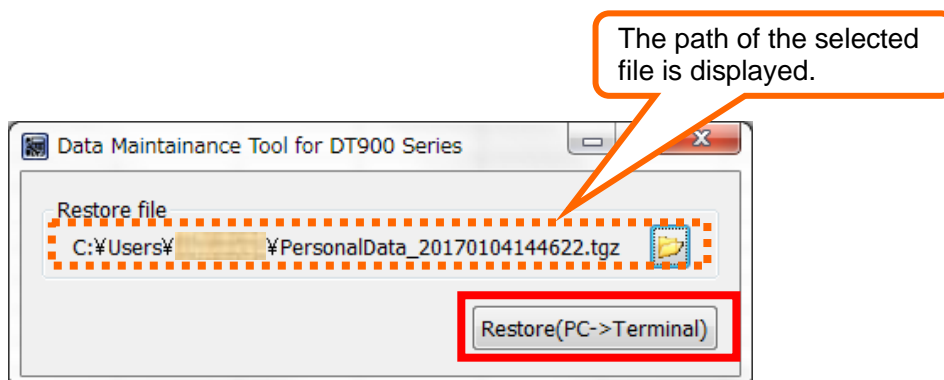 The path of the selected
file is displayed.
Data Maintainance Tool for DT900 Series
Restore file
C:¥Users¥ ¥PersonalData_20170104144622.tgz
Restore(PC->Terminal)